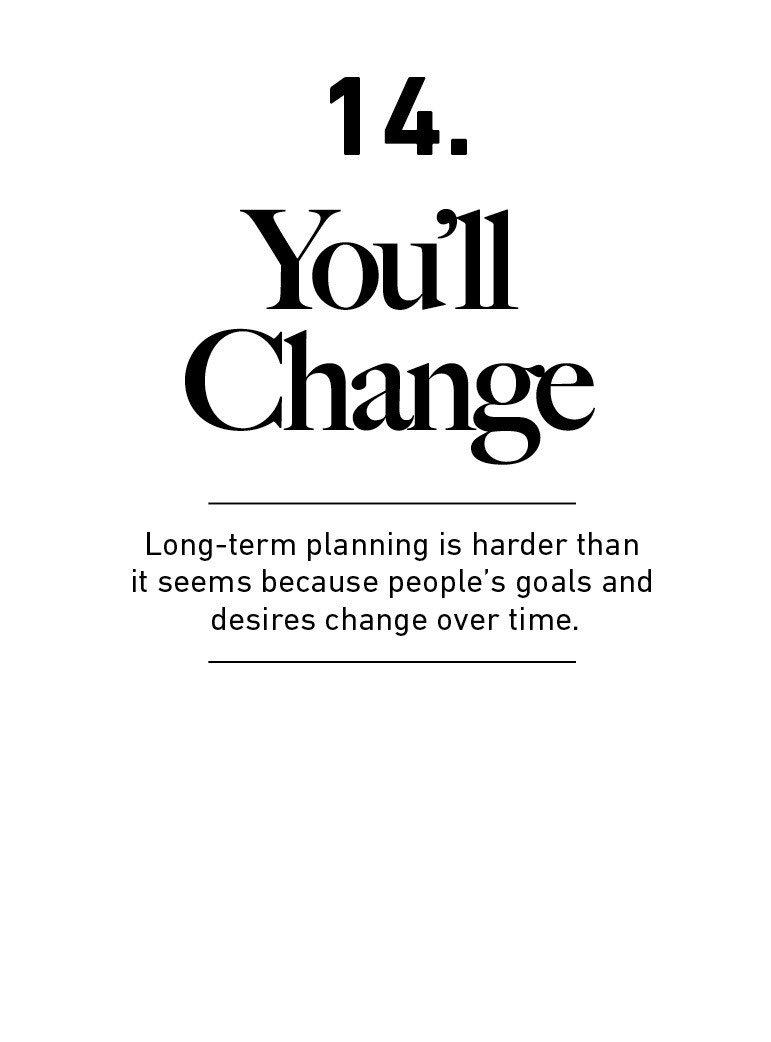 14.
You’ll
Change
Long-term planning is harder than
it seems because people’s goals and
desires change over time.